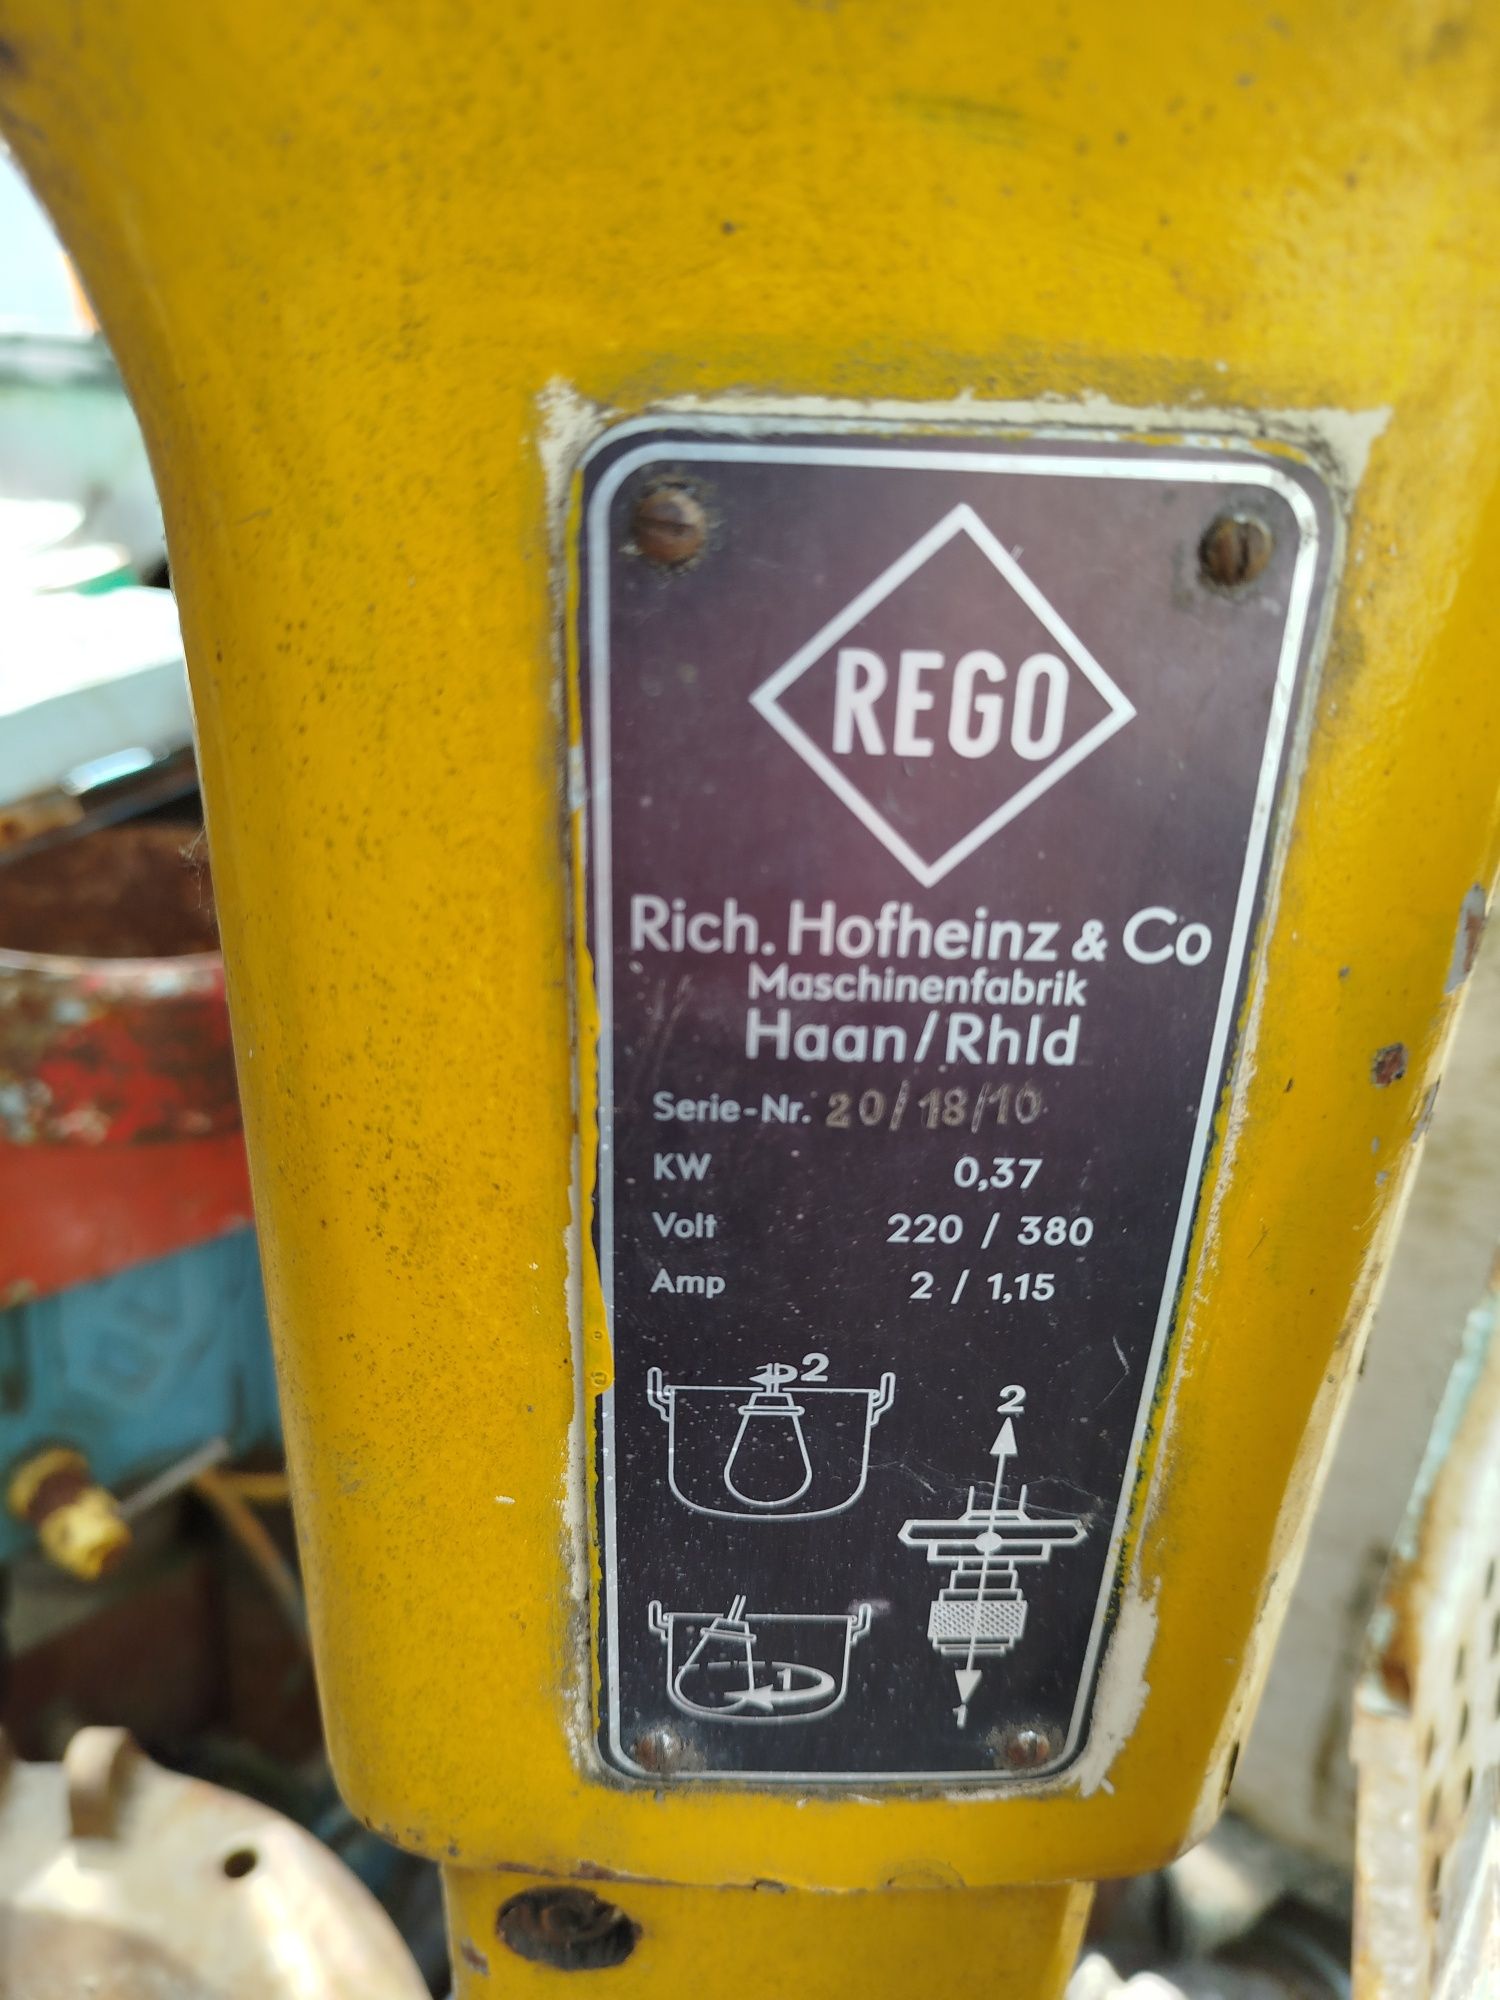 REGO
Rich. Hofheinz & Co
Maschinenfabrik
Haan/Rhld
Serie-Nr. 20/18/10
KW 0,37
Volt 220 / 380
Amp 2 / 1,15
2
2
1
1